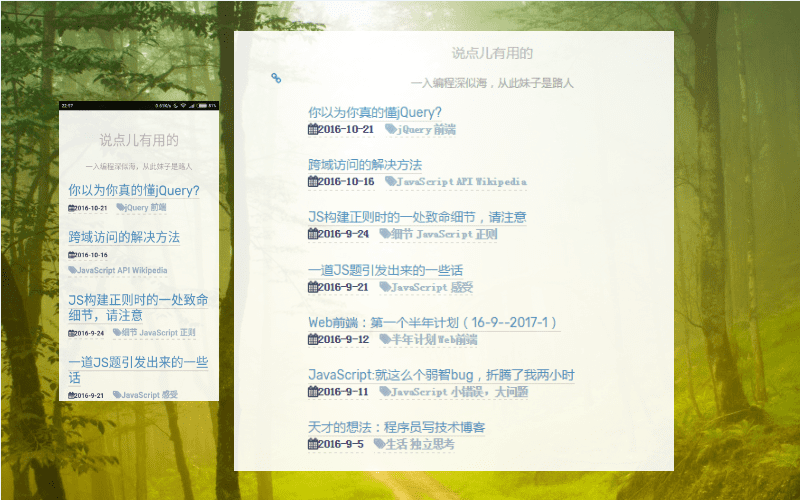 22:57 0.61K/s 81%
说点儿有用的
一入编程深似海，从此妹子是路人
你以为你真的懂jQuery?
2016-10-21 jQuery 前端
跨域访问的解决方法
2016-10-16
JavaScript API Wikipedia
JS构建正则时的一处致命
细节，请注意
2016-9-24 细节 JavaScript 正则
一道JS题引发出来的一些
话
2016-9-21 JavaScript 感受
说点儿有用的
一入编程深似海，从此妹子是路人
你以为你真的懂jQuery?
2016-10-21 jQuery 前端
跨域访问的解决方法
2016-10-16 JavaScript API Wikipedia
JS构建正则时的一处致命细节，请注意
2016-9-24 细节 JavaScript 正则
一道JS题引发出来的一些话
2016-9-21 JavaScript 感受
Web前端：第一个半年计划（16-9--2017-1）
2016-9-12 半年计划 Web前端
JavaScript:就这么个弱智bug，折腾了我两小时
2016-9-11 JavaScript 小错误，大问题
天才的想法：程序员写技术博客
2016-9-5 生活 独立思考